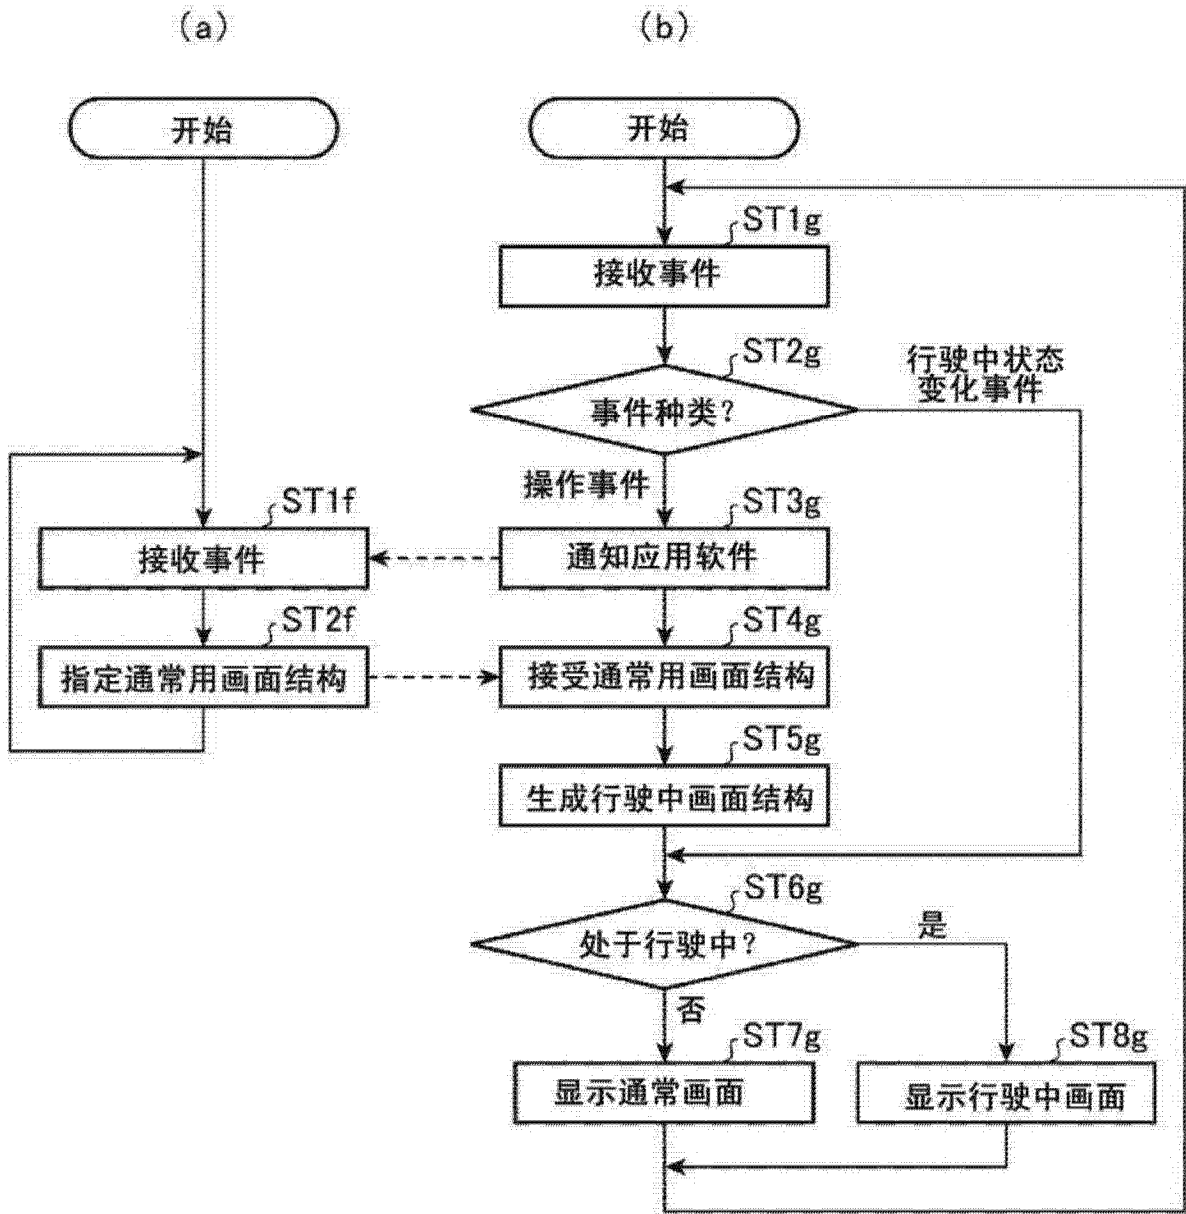 (a)
开始
ST1f
接收事件
ST2f
指定通常用画面结构
(b)
开始
ST1g
接收事件
ST2g
事件种类?
行驶中状态
变化事件
操作事件
ST3g
通知应用软件
ST4g
接受通常用画面结构
ST5g
生成行驶中画面结构
ST6g
处于行驶中?
是
否
ST7g
显示通常画面
ST8g
显示行驶中画面